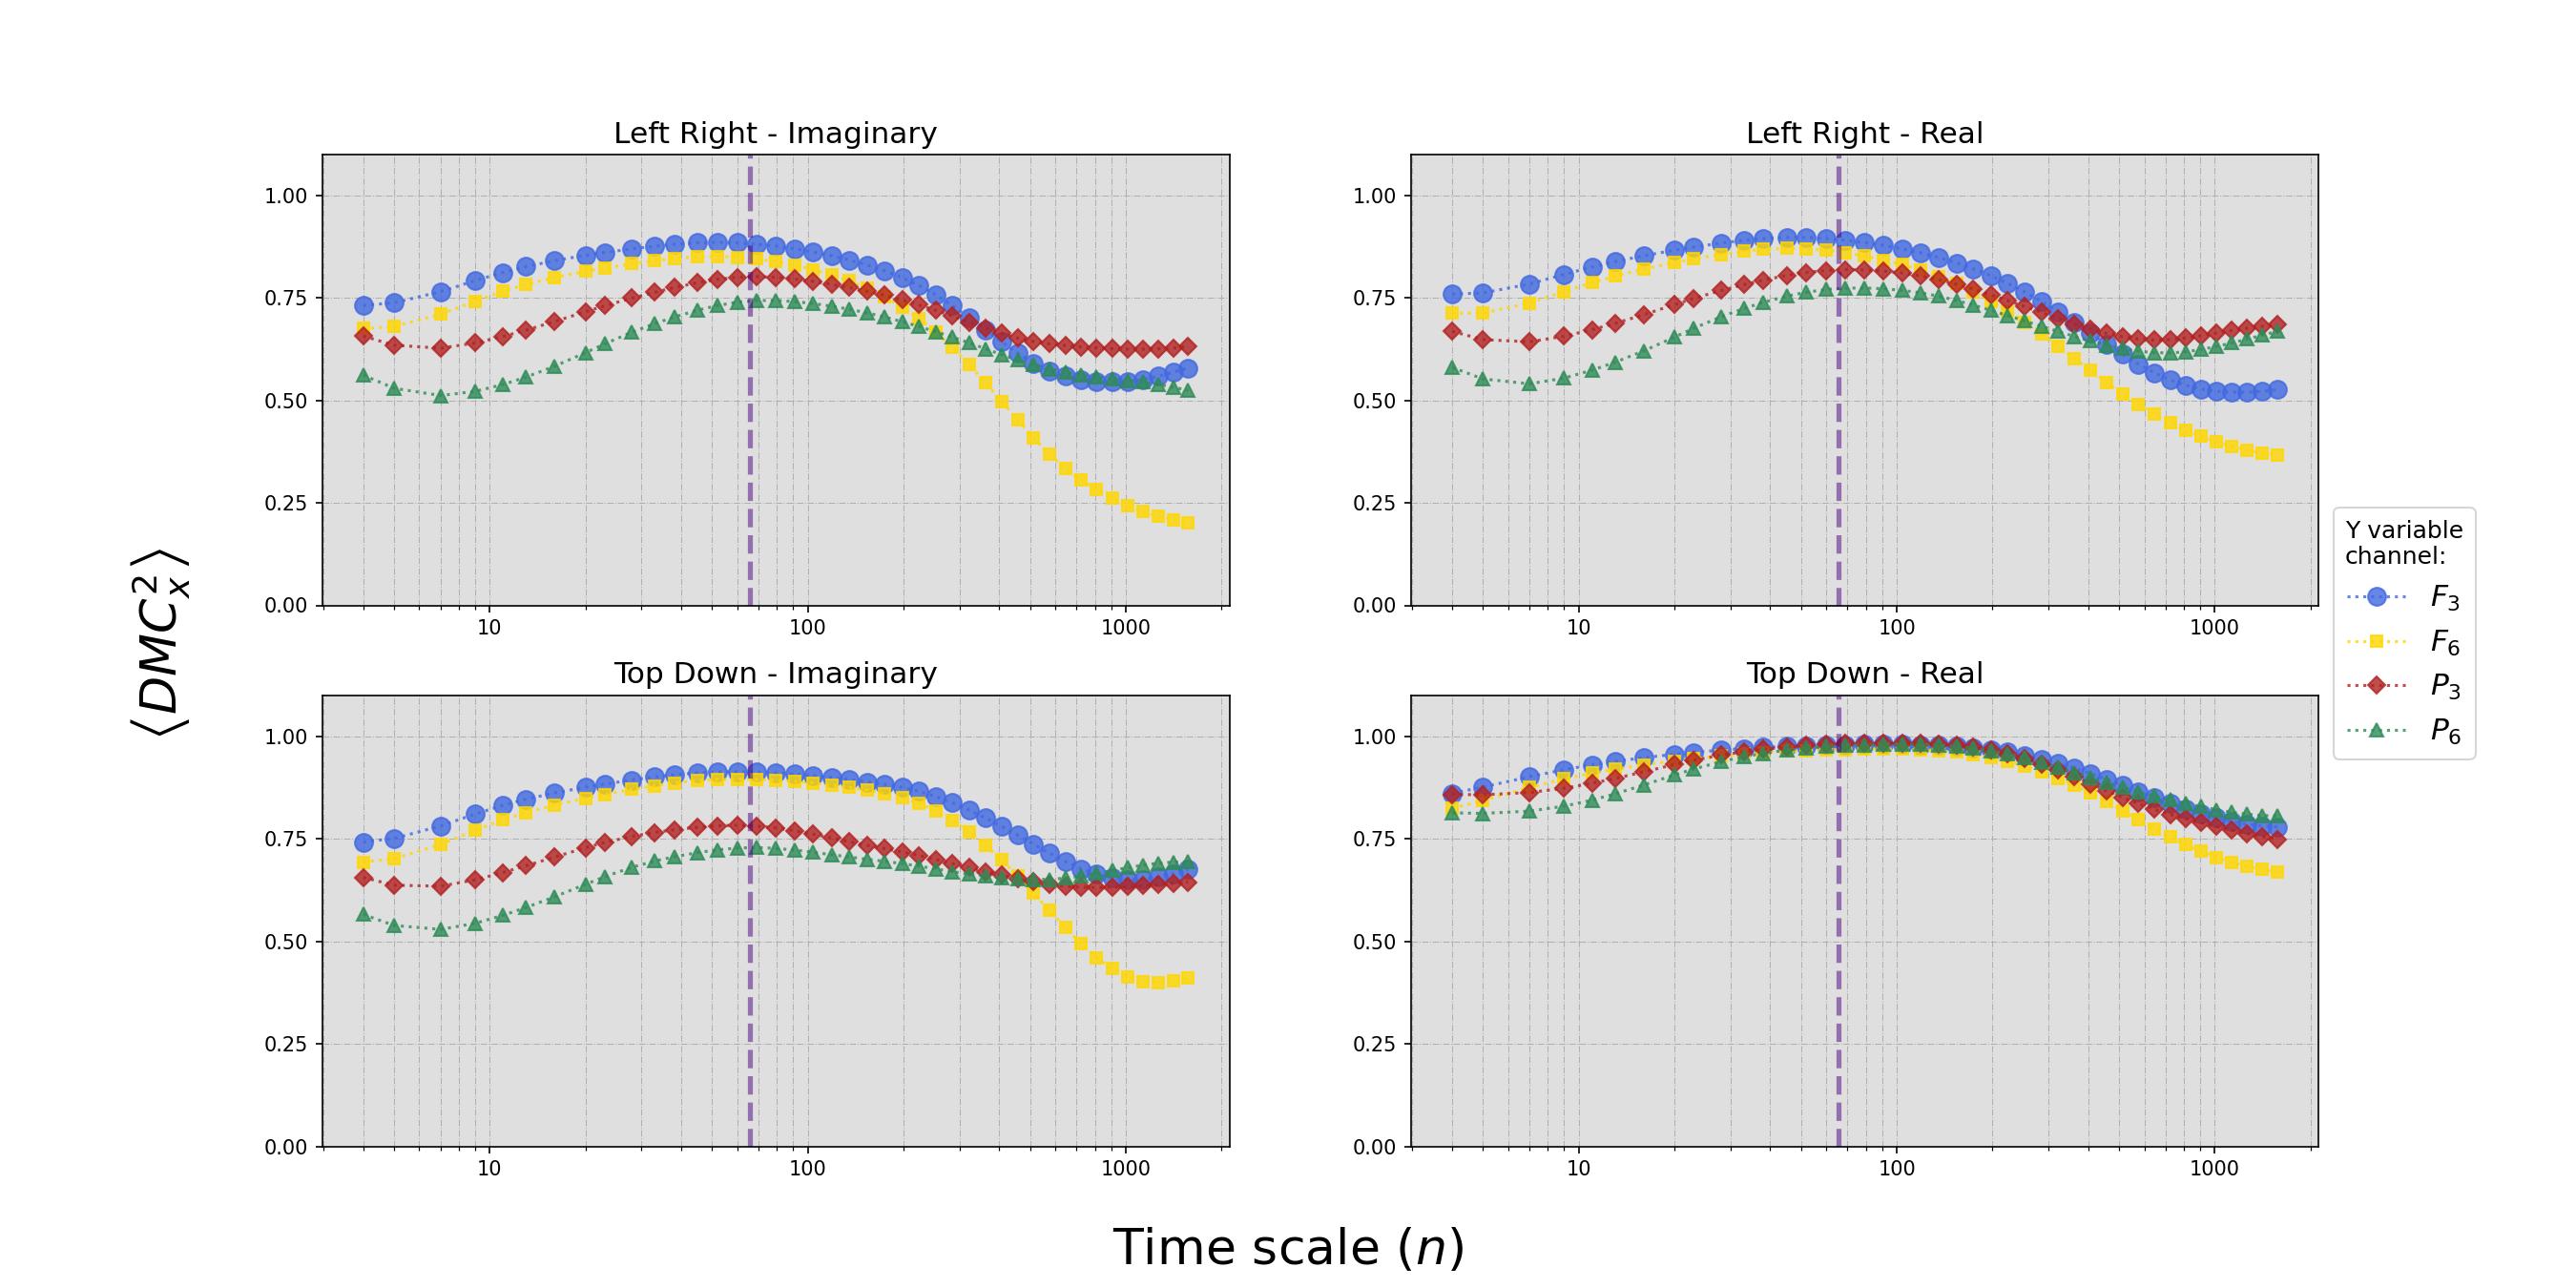 Left Right - Imaginary
1.00
0.75
0.50
0.25
0.00
10 100 1000
Left Right - Real
1.00
0.75
0.50
0.25
0.00
10 100 1000
Top Down - Imaginary
1.00
0.75
0.50
0.25
0.00
10 100 1000
Top Down - Real
1.00
0.75
0.50
0.25
0.00
10 100 1000
⟨DMC²ₓ⟩
Time scale (n)
Y variable
channel:
F₃
F₆
P₃
P₆